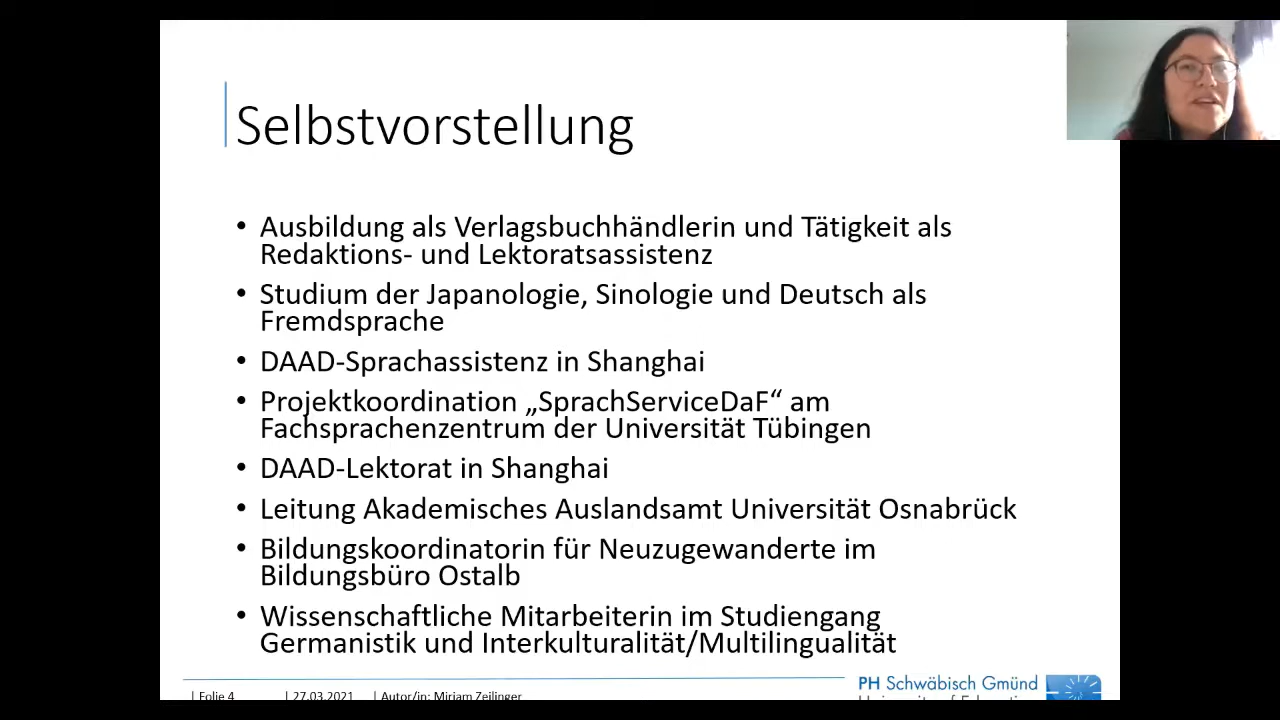 Selbstvorstellung
• Ausbildung als Verlagsbuchhändlerin und Tätigkeit als
Redaktions- und Lektoratsassistenz
• Studium der Japanologie, Sinologie und Deutsch als
Fremdsprache
• DAAD-Sprachassistenz in Shanghai
• Projektkoordination „SprachServiceDaF“ am
Fachsprachenzentrum der Universität Tübingen
• DAAD-Lektorat in Shanghai
• Leitung Akademisches Auslandsamt Universität Osnabrück
• Bildungskoordinatorin für Neuzugewanderte im
Bildungsbüro Ostalb
• Wissenschaftliche Mitarbeiterin im Studiengang
Germanistik und Interkulturalität/Multilingualität
| Folie 4 | 27.03.2021 | Autor/in: Miriam Zeilinger
PH Schwäbisch Gmünd
University of Education